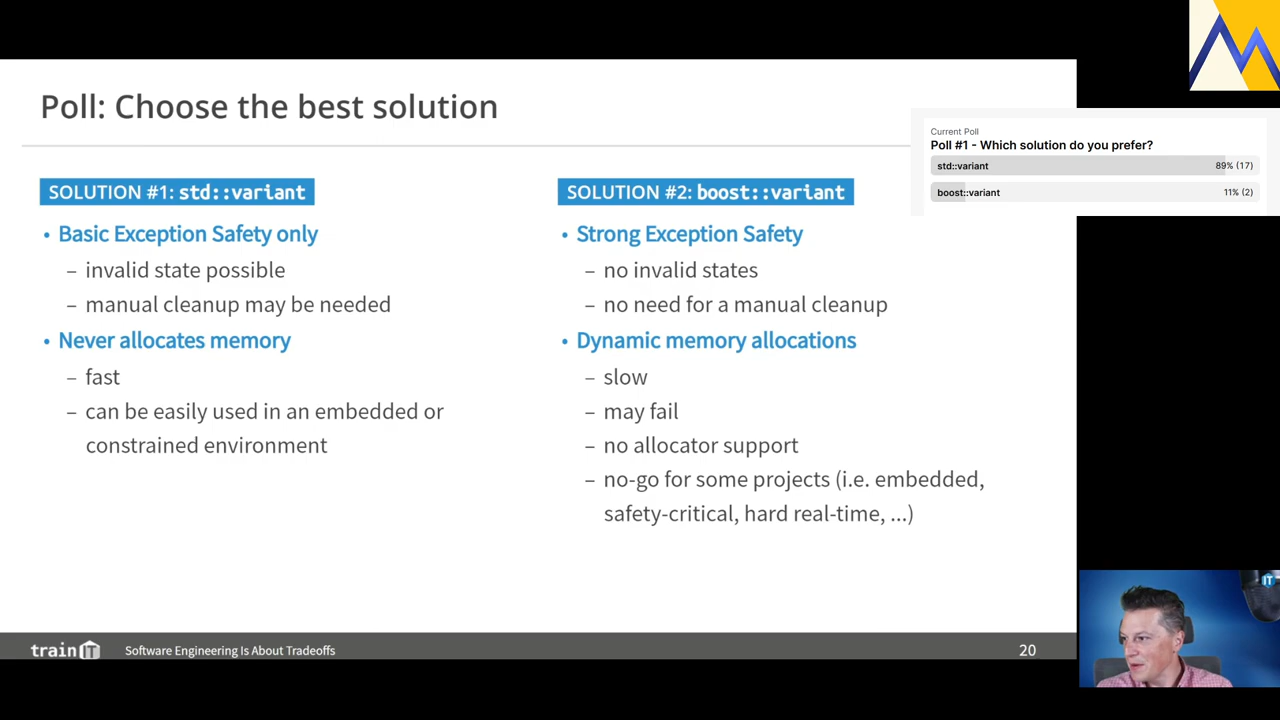 Poll: Choose the best solution
Current Poll
Poll #1 - Which solution do you prefer?
std::variant 89% (17)
boost::variant 11% (2)
SOLUTION #1: std::variant
• Basic Exception Safety only
– invalid state possible
– manual cleanup may be needed
• Never allocates memory
– fast
– can be easily used in an embedded or
constrained environment
SOLUTION #2: boost::variant
• Strong Exception Safety
– no invalid states
– no need for a manual cleanup
• Dynamic memory allocations
– slow
– may fail
– no allocator support
– no-go for some projects (i.e. embedded,
safety-critical, hard real-time, ...)
train IT
Software Engineering Is About Tradeoffs
20
IT